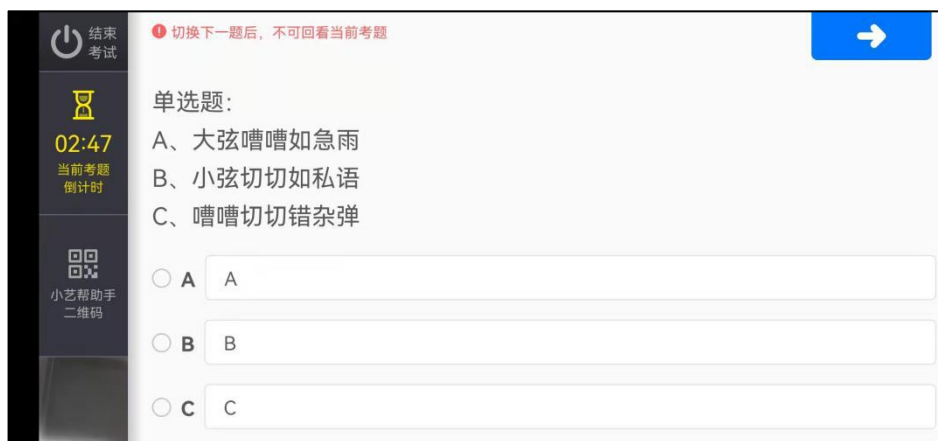 结束
考试
切换下一题后，不可回看当前考题
02:47
当前考题
倒计时
小艺帮助手
二维码
单选题：
A、大弦嘈嘈如急雨
B、小弦切切如私语
C、嘈嘈切切错杂弹
A A
B B
C C